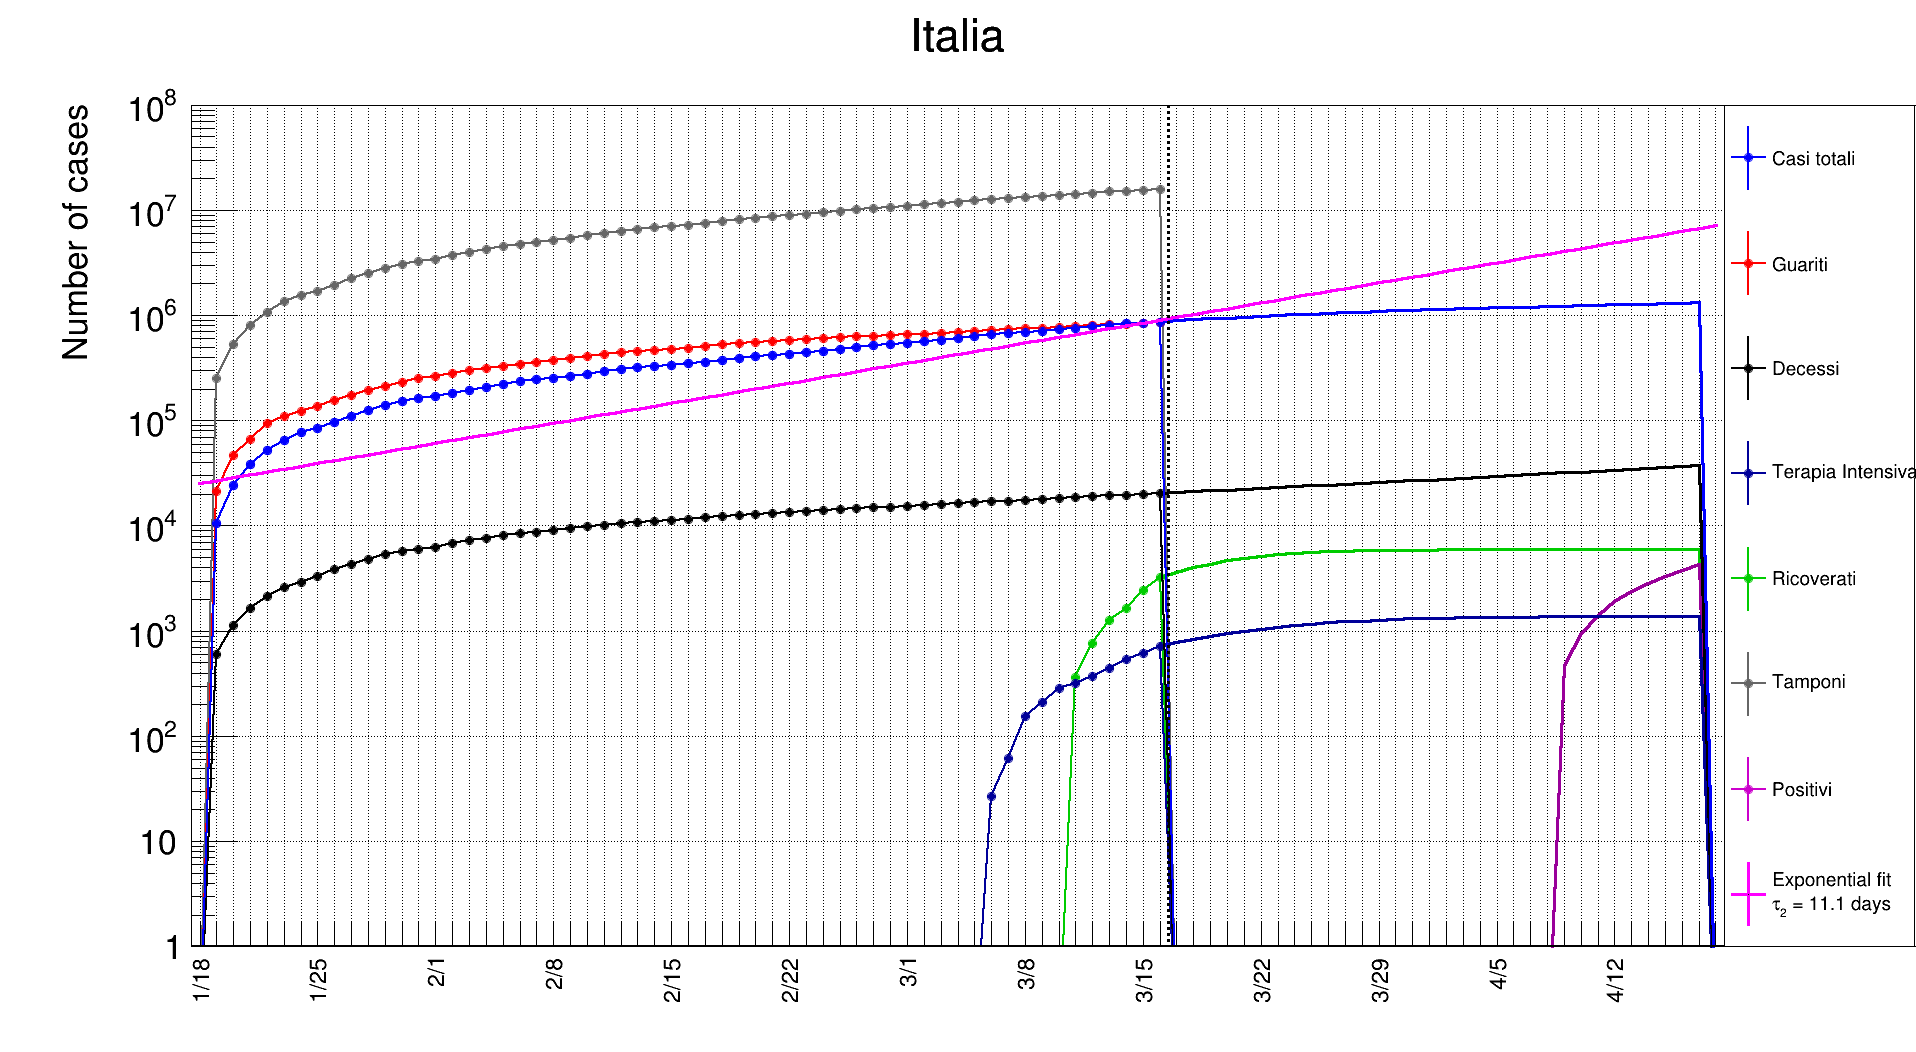 Italia
Number of cases
10^8
10^7
10^6
10^5
10^4
10^3
10^2
10
1
1/18
1/25
2/1
2/8
2/15
2/22
3/1
3/8
3/15
3/22
3/29
4/5
4/12
Casi totali
Guariti
Decessi
Terapia Intensiva
Ricoverati
Tamponi
Positivi
Exponential fit
τ_2 = 11.1 days